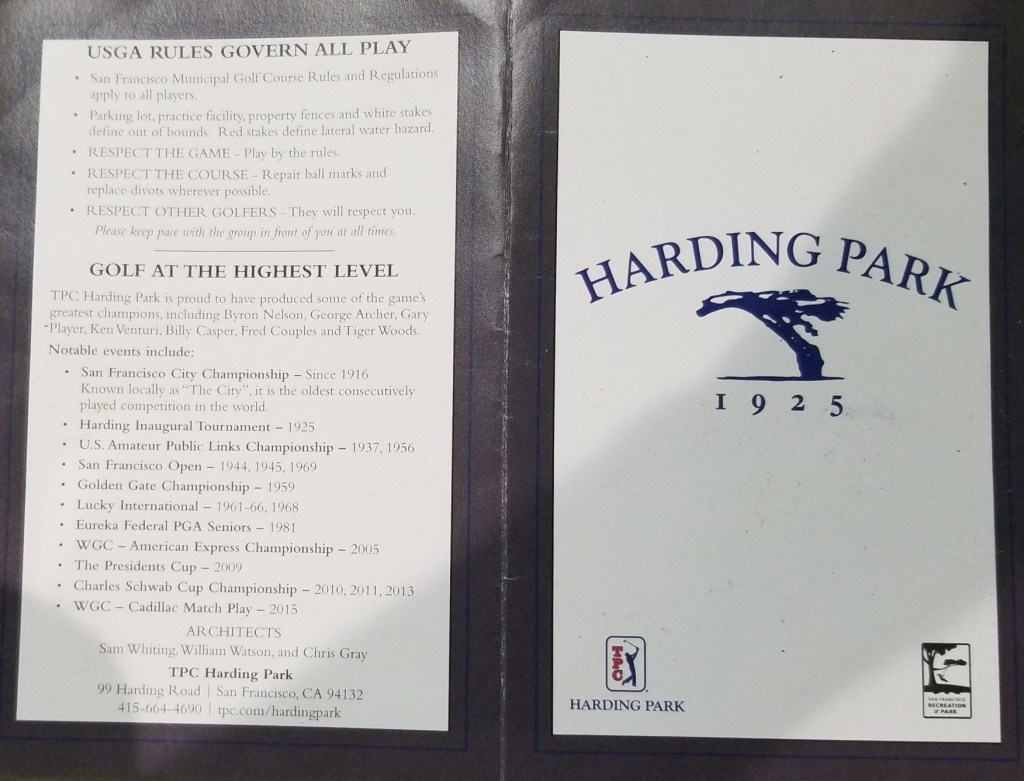 USGA RULES GOVERN ALL PLAY
• San Francisco Municipal Golf Course Rules and Regulations
apply to all players.
• Parking lot, practice facility, property fences and white stakes
define out of bounds. Red stakes define lateral water hazard.
• RESPECT THE GAME - Play by the rules.
• RESPECT THE COURSE - Repair ball marks and
replace divots wherever possible.
• RESPECT OTHER GOLFERS - They will respect you.
Please keep pace with the group in front of you at all times.
GOLF AT THE HIGHEST LEVEL
TPC Harding Park is proud to have produced some of the game's
greatest champions, including Byron Nelson, George Archer, Gary
Player, Ken Venturi, Billy Casper, Fred Couples and Tiger Woods.
Notable events include:
• San Francisco City Championship – Since 1916
Known locally as "The City", it is the oldest consecutively
played competition in the world.
• Harding Inaugural Tournament – 1925
• U.S. Amateur Public Links Championship – 1937, 1956
• San Francisco Open – 1944, 1945, 1969
• Golden Gate Championship – 1959
• Lucky International – 1961-66, 1968
• Eureka Federal PGA Seniors – 1981
• WGC – American Express Championship – 2005
• The Presidents Cup – 2009
• Charles Schwab Cup Championship – 2010, 2011, 2013
• WGC – Cadillac Match Play – 2015
ARCHITECTS
Sam Whiting, William Watson, and Chris Gray
TPC Harding Park
99 Harding Road | San Francisco, CA 94132
415-664-4690 | tpc.com/hardingpark
HARDING PARK
1925
TPC
HARDING PARK
SAN FRANCISCO
RECREATION
& PARK